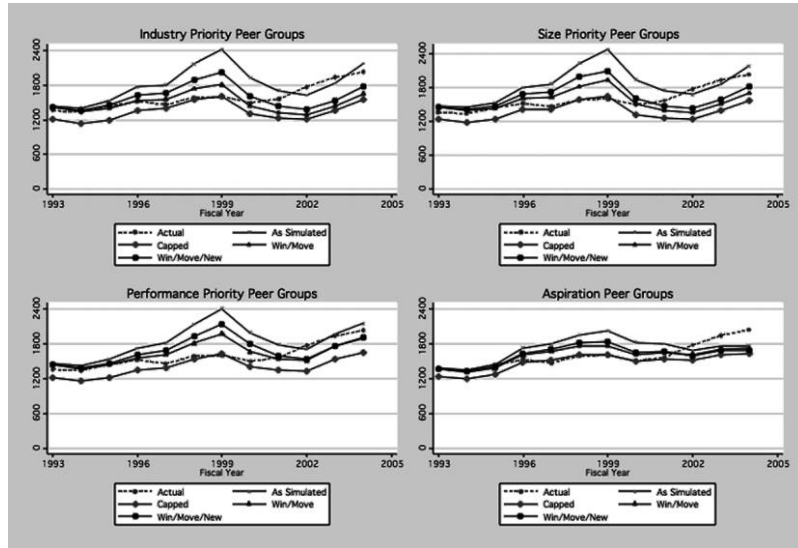 Industry Priority Peer Groups
2400
1800
1200
600
0
1993 1996 1999 2002 2005
Fiscal Year
Actual As Simulated
Capped Win/Move
Win/Move/New
Size Priority Peer Groups
2400
1800
1200
600
0
1993 1996 1999 2002 2005
Fiscal Year
Actual As Simulated
Capped Win/Move
Win/Move/New
Performance Priority Peer Groups
2400
1800
1200
600
0
1993 1996 1999 2002 2005
Fiscal Year
Actual As Simulated
Capped Win/Move
Win/Move/New
Aspiration Peer Groups
2400
1800
1200
600
0
1993 1996 1999 2002 2005
Fiscal Year
Actual As Simulated
Capped Win/Move
Win/Move/New